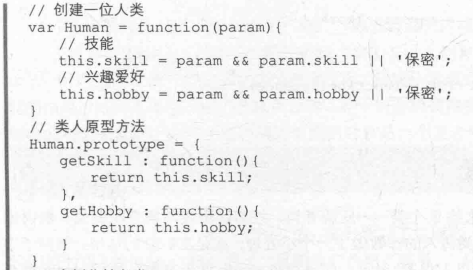 // 创建一位人类
var Human = function(param){
// 技能
this.skill = param && param.skill || '保密';
// 兴趣爱好
this.hobby = param && param.hobby || '保密';
}
// 类人原型方法
Human.prototype = {
getSkill : function(){
return this.skill;
},
getHobby : function(){
return this.hobby;
}
}